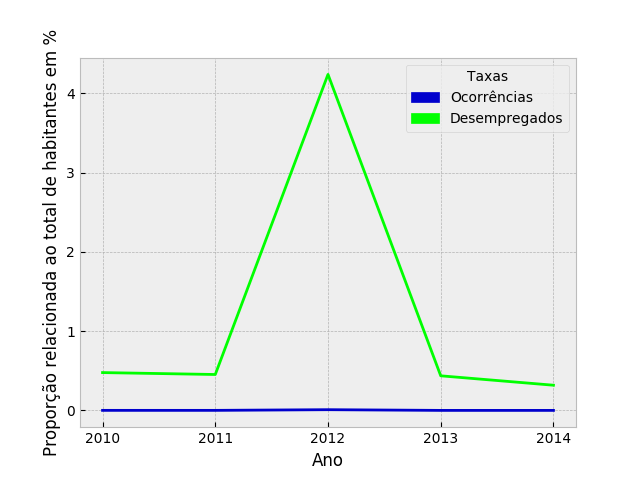 Proporção relacionada ao total de habitantes em %
4
3
2
1
0
Taxas
Ocorrências
Desempregados
2010 2011 2012 2013 2014
Ano